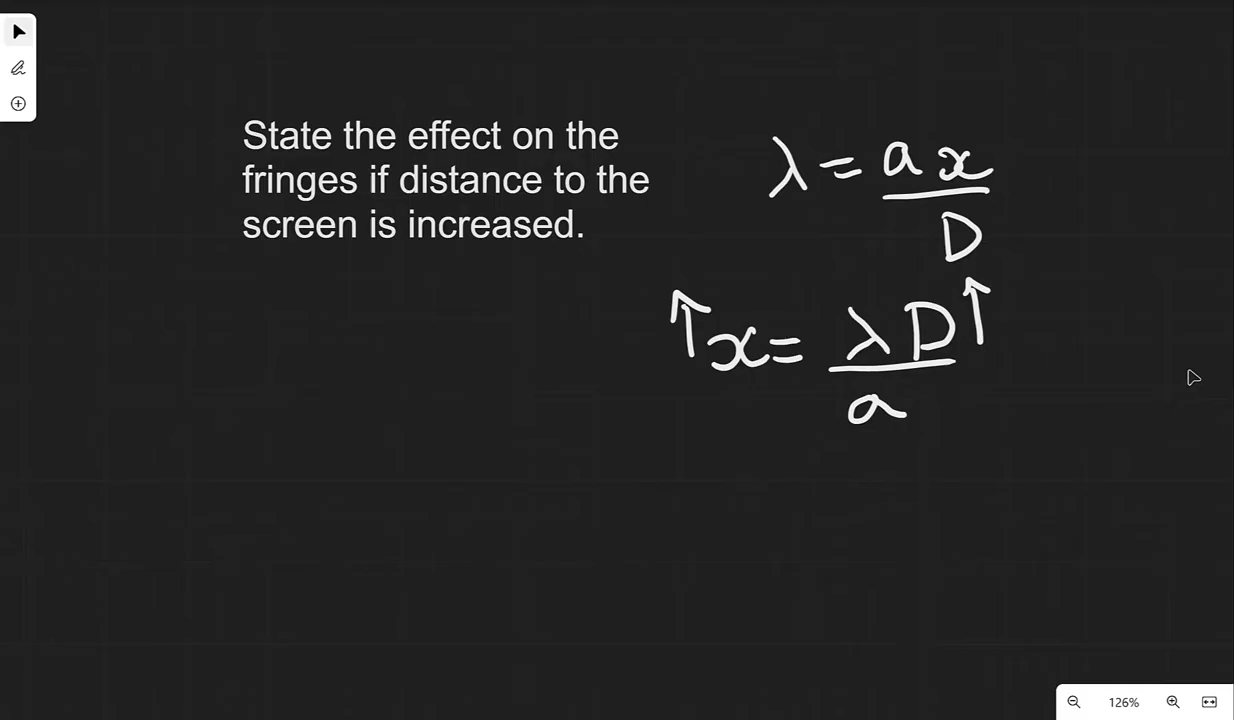 State the effect on the
fringes if distance to the
screen is increased.
λ = ax
D
↑x = λD↑
a
126%